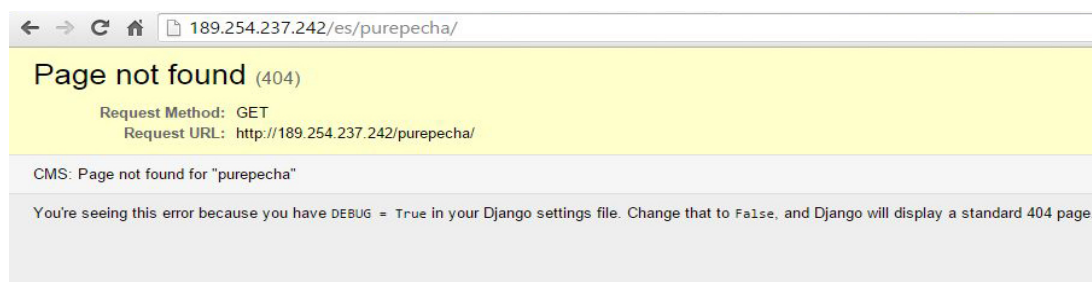 189.254.237.242/es/purepecha/
Page not found (404)
Request Method: GET
Request URL: http://189.254.237.242/purepecha/
CMS: Page not found for "purepecha"
You're seeing this error because you have DEBUG = True in your Django settings file. Change that to False, and Django will display a standard 404 page